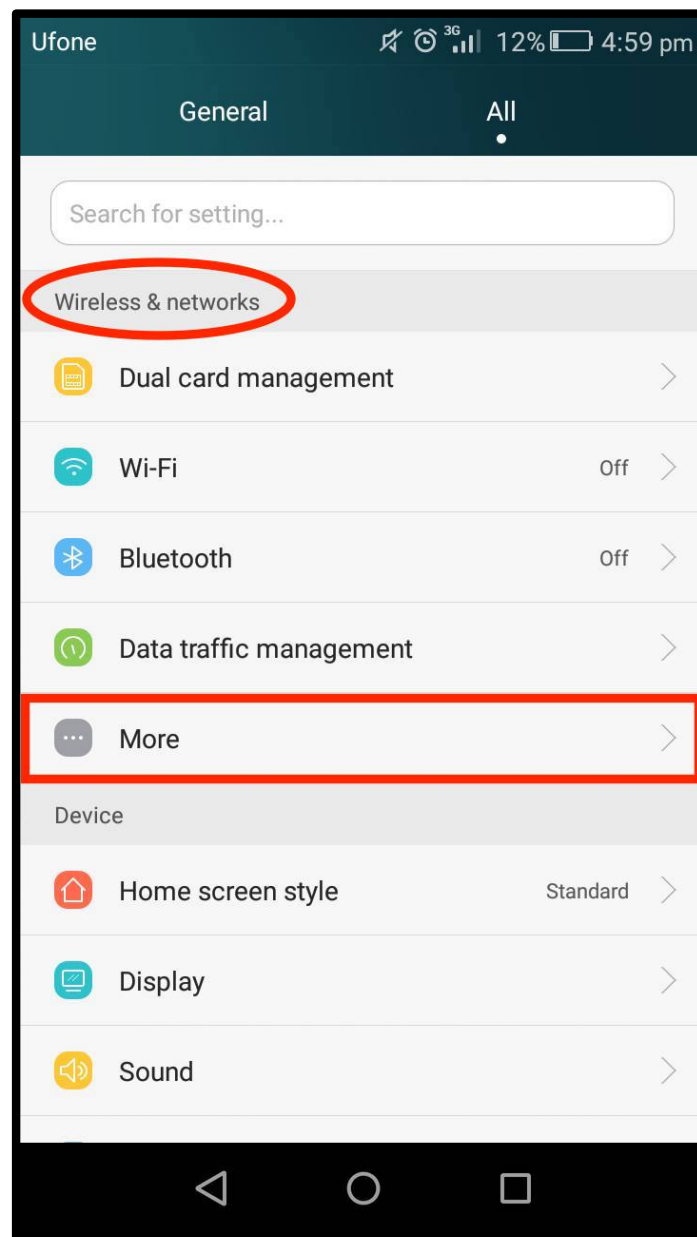 Ufone 3G 12% 4:59 pm
General All
Search for setting...
Wireless & networks
Dual card management
Wi-Fi Off
Bluetooth Off
Data traffic management
More
Device
Home screen style Standard
Display
Sound